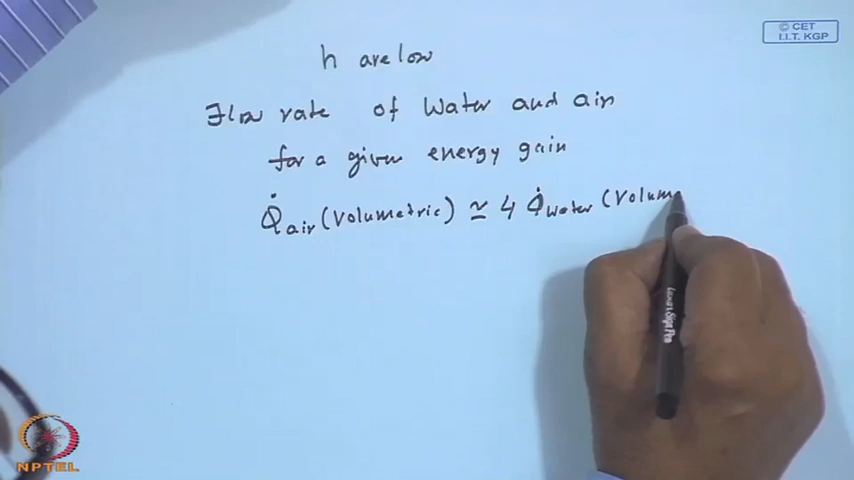 © CET
I.I.T. KGP
h are low
Flow rate of Water and air
for a given energy gain
Q̇air (Volumetric) ≃ 4 Q̇water (Volume
NPTEL